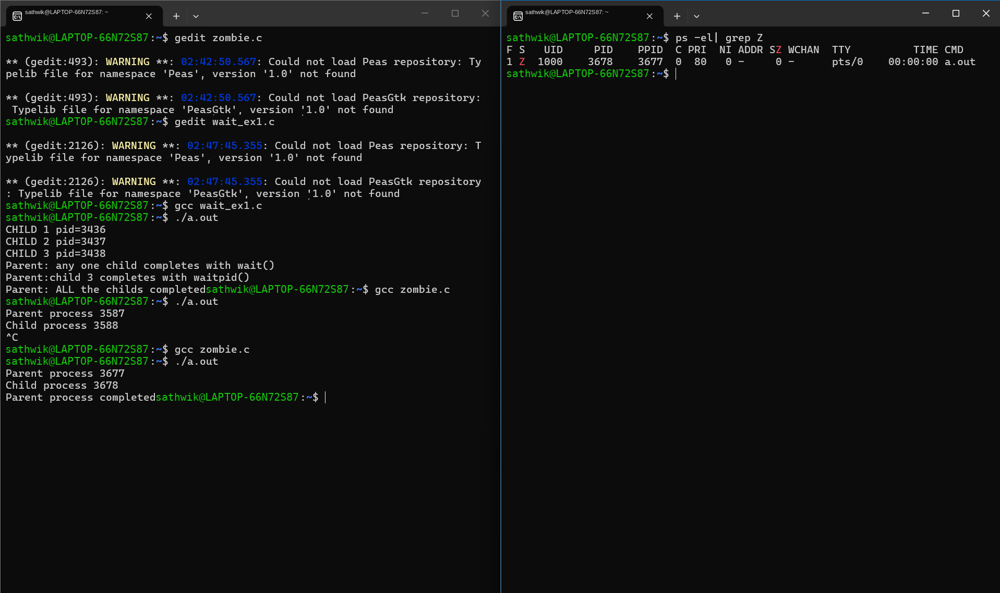 sathwik@LAPTOP-66N72S87: ~
sathwik@LAPTOP-66N72S87:~$ gedit zombie.c
** (gedit:493): WARNING **: 02:42:50.567: Could not load Peas repository: Ty
pelib file for namespace 'Peas', version '1.0' not found
** (gedit:493): WARNING **: 02:42:50.567: Could not load PeasGtk repository:
 Typelib file for namespace 'PeasGtk', version '1.0' not found
sathwik@LAPTOP-66N72S87:~$ gedit wait_ex1.c
** (gedit:2126): WARNING **: 02:47:45.355: Could not load Peas repository: T
ypelib file for namespace 'Peas', version '1.0' not found
** (gedit:2126): WARNING **: 02:47:45.355: Could not load PeasGtk repository
: Typelib file for namespace 'PeasGtk', version '1.0' not found
sathwik@LAPTOP-66N72S87:~$ gcc wait_ex1.c
sathwik@LAPTOP-66N72S87:~$ ./a.out
CHILD 1 pid=3436
CHILD 2 pid=3437
CHILD 3 pid=3438
Parent: any one child completes with wait()
Parent:child 3 completes with waitpid()
Parent: ALL the childs completedsathwik@LAPTOP-66N72S87:~$ gcc zombie.c
sathwik@LAPTOP-66N72S87:~$ ./a.out
Parent process 3587
Child process 3588
^C
sathwik@LAPTOP-66N72S87:~$ gcc zombie.c
sathwik@LAPTOP-66N72S87:~$ ./a.out
Parent process 3677
Child process 3678
Parent process completedsathwik@LAPTOP-66N72S87:~$
sathwik@LAPTOP-66N72S87: ~
sathwik@LAPTOP-66N72S87:~$ ps -el| grep Z
F S   UID     PID    PPID  C PRI  NI ADDR SZ WCHAN  TTY          TIME CMD
1 Z  1000    3678    3677  0  80   0 -     0 -      pts/0    00:00:00 a.out
sathwik@LAPTOP-66N72S87:~$